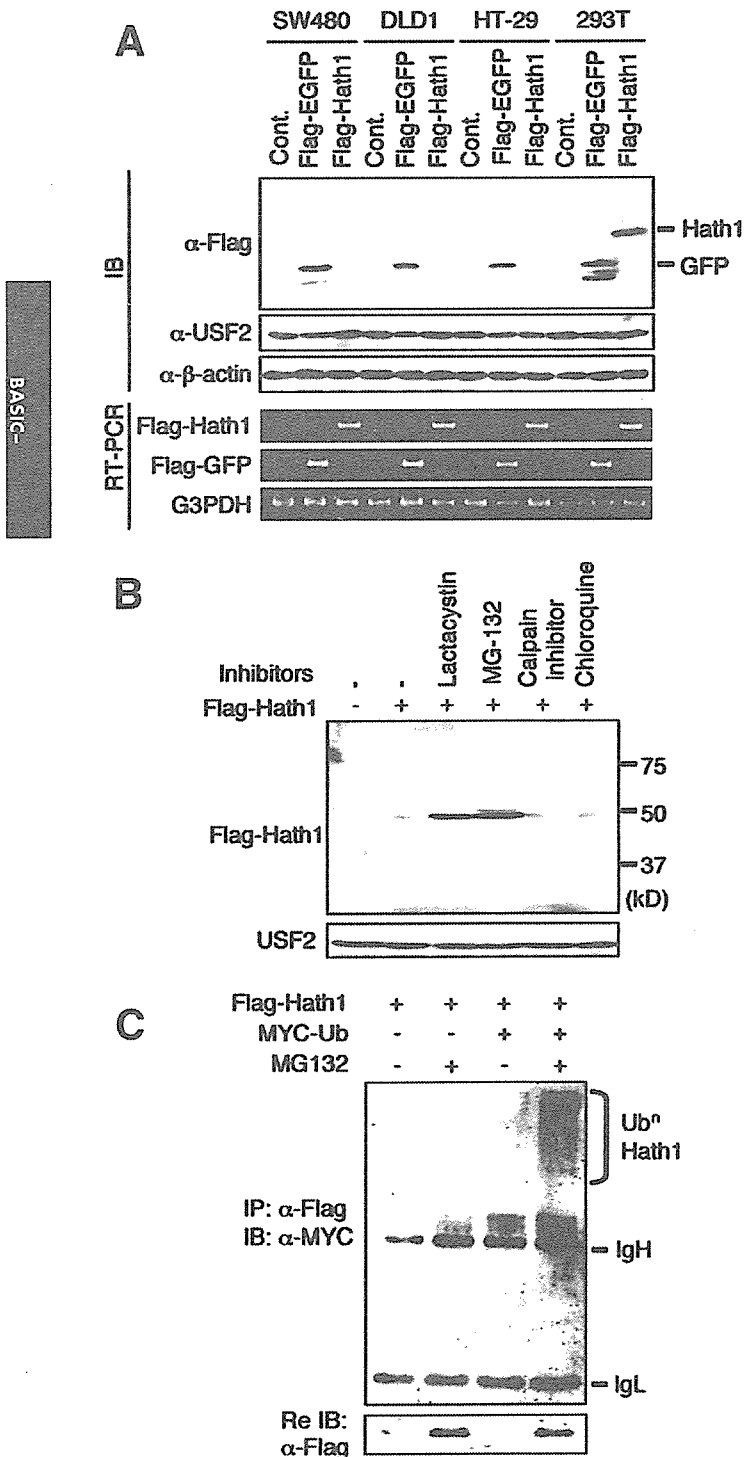 A
SW480 DLD1 HT-29 293T
Cont. Flag-EGFP Flag-Hath1 Cont. Flag-EGFP Flag-Hath1 Cont. Flag-EGFP Flag-Hath1 Cont. Flag-EGFP Flag-Hath1
IB
α-Flag
Hath1
GFP
α-USF2
α-β-actin
BASIC–
RT-PCR
Flag-Hath1
Flag-GFP
G3PDH
B
Inhibitors - - Lactacystin MG-132 Calpain inhibitor Chloroquine
Flag-Hath1 - + + + + +
75
50
Flag-Hath1
37
(kD)
USF2
C
Flag-Hath1 + + + +
MYC-Ub - - + +
MG132 - + - +
Ubⁿ
Hath1
IP: α-Flag
IB: α-MYC
IgH
IgL
Re IB:
α-Flag